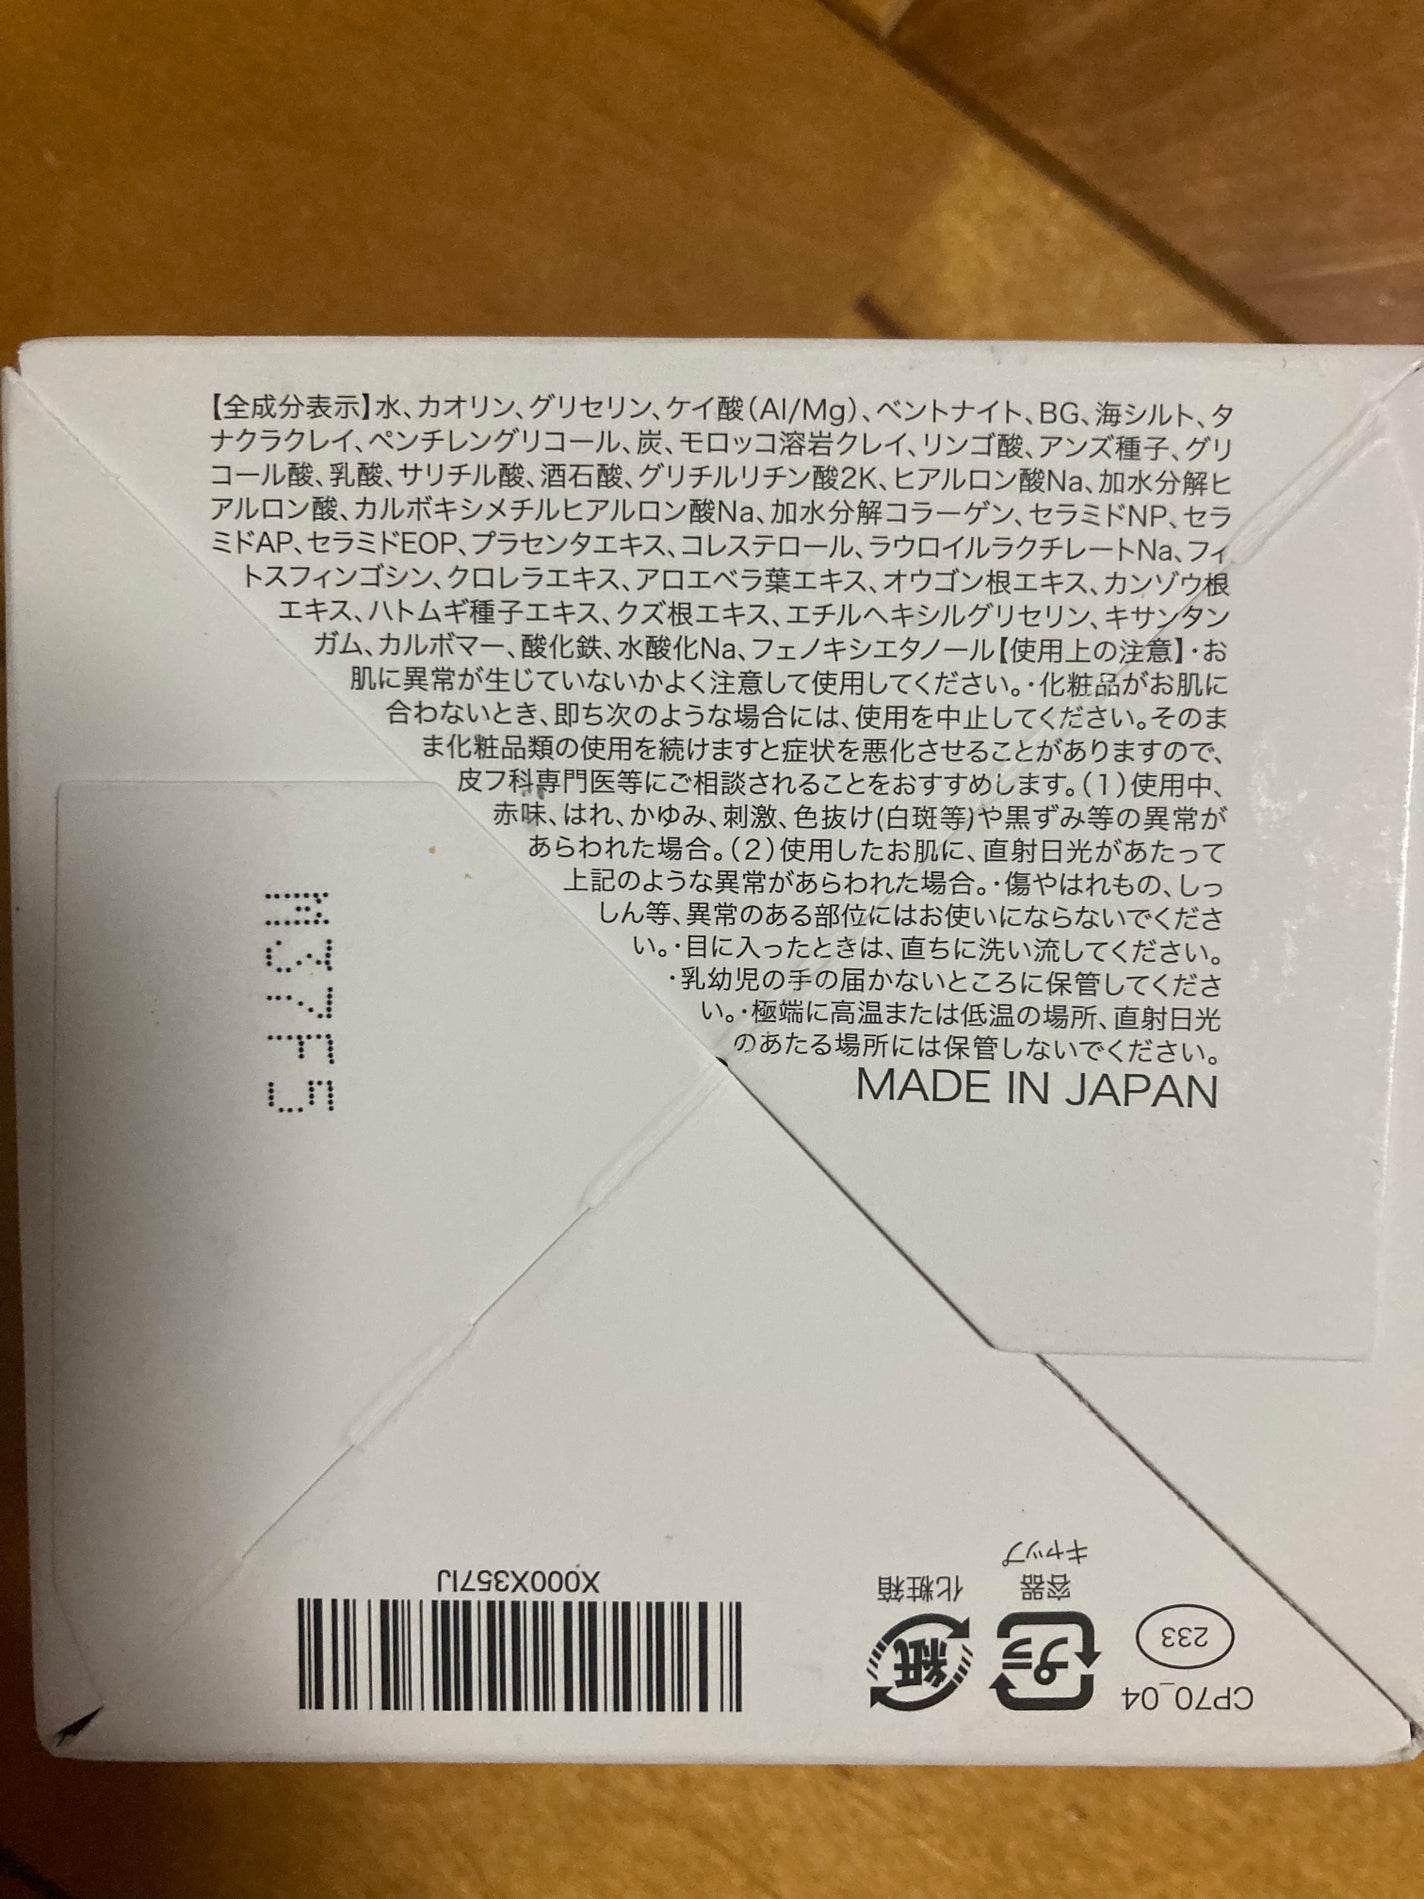 【全成分表示】水、カオリン、グリセリン、ケイ酸(Al/Mg)、ベントナイト、BG、海シルト、タ
ナクラクレイ、ペンチレングリコール、炭、モロッコ溶岩クレイ、リンゴ酸、アンズ種子、グリ
コール酸、乳酸、サリチル酸、酒石酸、グリチルリチン酸2K、ヒアルロン酸Na、加水分解ヒ
アルロン酸、カルボキシメチルヒアルロン酸Na、加水分解コラーゲン、セラミドNP、セラ
ミドAP、セラミドEOP、プラセンタエキス、コレステロール、ラウロイルラクチレートNa、フィ
トスフィンゴシン、クロレラエキス、アロエベラ葉エキス、オウゴン根エキス、カンゾウ根
エキス、ハトムギ種子エキス、クズ根エキス、エチルヘキシルグリセリン、キサンタン
ガム、カルボマー、酸化鉄、水酸化Na、フェノキシエタノール【使用上の注意】・お
肌に異常が生じていないかよく注意して使用してください。・化粧品がお肌に
合わないとき、即ち次のような場合には、使用を中止してください。そのま
ま化粧品類の使用を続けますと症状を悪化させることがありますので、
皮フ科専門医等にご相談されることをおすすめします。(1)使用中、
赤味、はれ、かゆみ、刺激、色抜け(白斑等)や黒ずみ等の異常が
あらわれた場合。(2)使用したお肌に、直射日光があたって
上記のような異常があらわれた場合。・傷やはれもの、しっ
しん等、異常のある部位にはお使いにならないでくださ
い。・目に入ったときは、直ちに洗い流してください。
・乳幼児の手の届かないところに保管してくださ
い。・極端に高温または低温の場所、直射日光
のあたる場所には保管しないでください。
MADE IN JAPAN
M37F5
CP70_04
233
プラ
容器
キャップ
紙
化粧箱
X000X357IJ